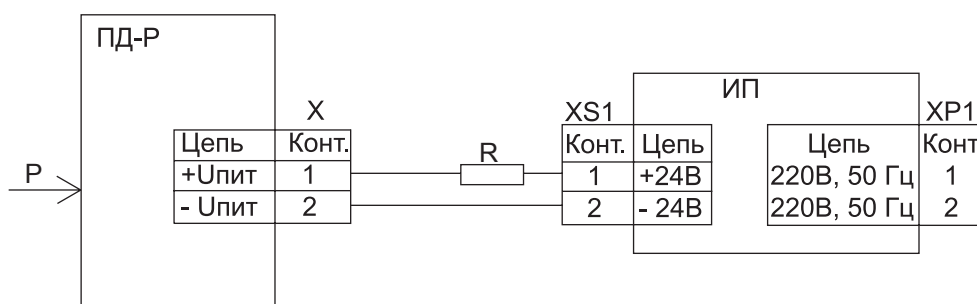 ПД-Р
Р
X
Цепь Конт.
+Uпит 1
- Uпит 2
R
XS1
Конт. Цепь
1 +24В
2 - 24В
ИП
XP1
Цепь Конт
220В, 50 Гц 1
220В, 50 Гц 2